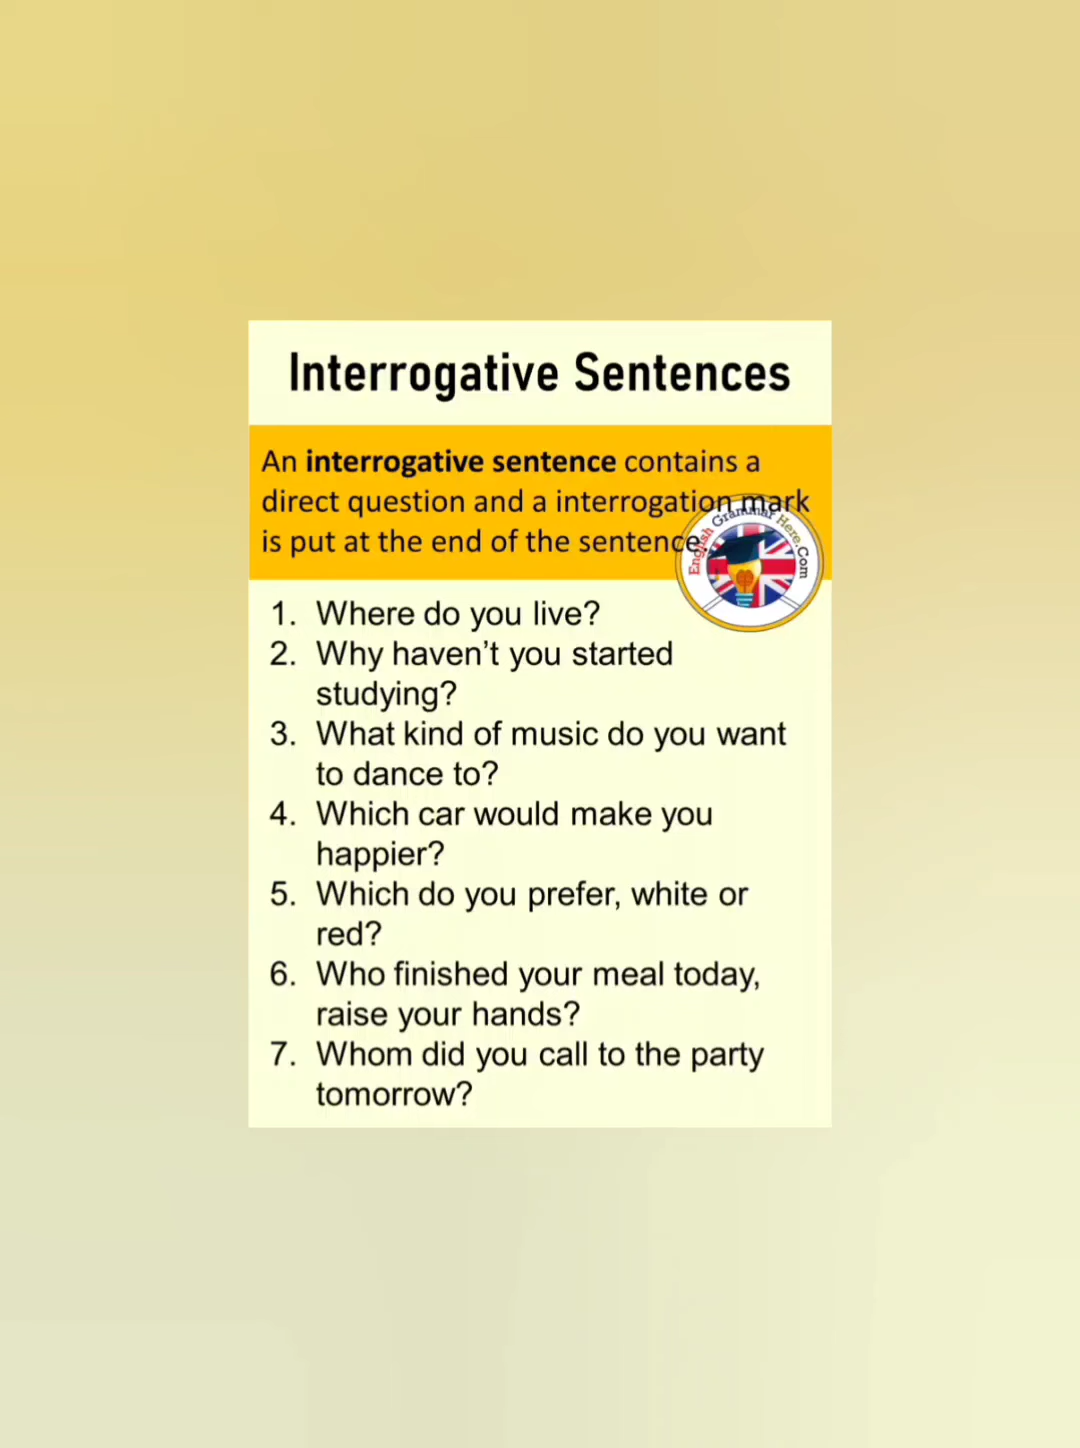 Interrogative Sentences
An interrogative sentence contains a
direct question and a interrogation mark
is put at the end of the sentence.
English Grammar Here.Com
1. Where do you live?
2. Why haven't you started
studying?
3. What kind of music do you want
to dance to?
4. Which car would make you
happier?
5. Which do you prefer, white or
red?
6. Who finished your meal today,
raise your hands?
7. Whom did you call to the party
tomorrow?